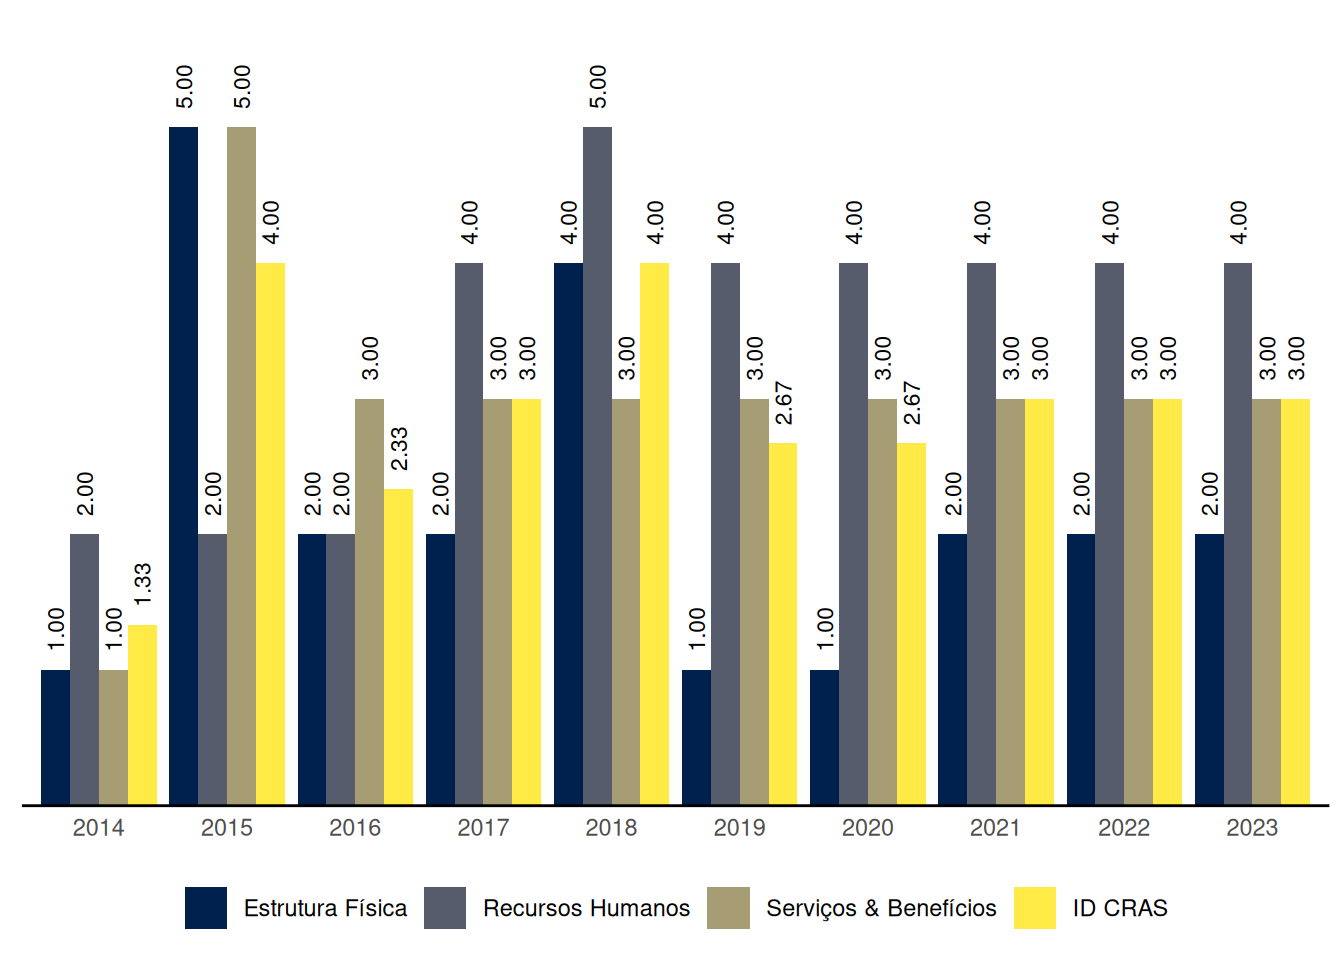 5.00 5.00 5.00
4.00 4.00 4.00 4.00 4.00 4.00 4.00 4.00 4.00
3.00 3.00 3.00 3.00 3.00 3.00 3.00 3.00 3.00 3.00 3.00 3.00
2.33 2.67 2.67
2.00 2.00 2.00 2.00 2.00 2.00 2.00 2.00
1.33
1.00 1.00 1.00 1.00
2014 2015 2016 2017 2018 2019 2020 2021 2022 2023
Estrutura Física Recursos Humanos Serviços & Benefícios ID CRAS